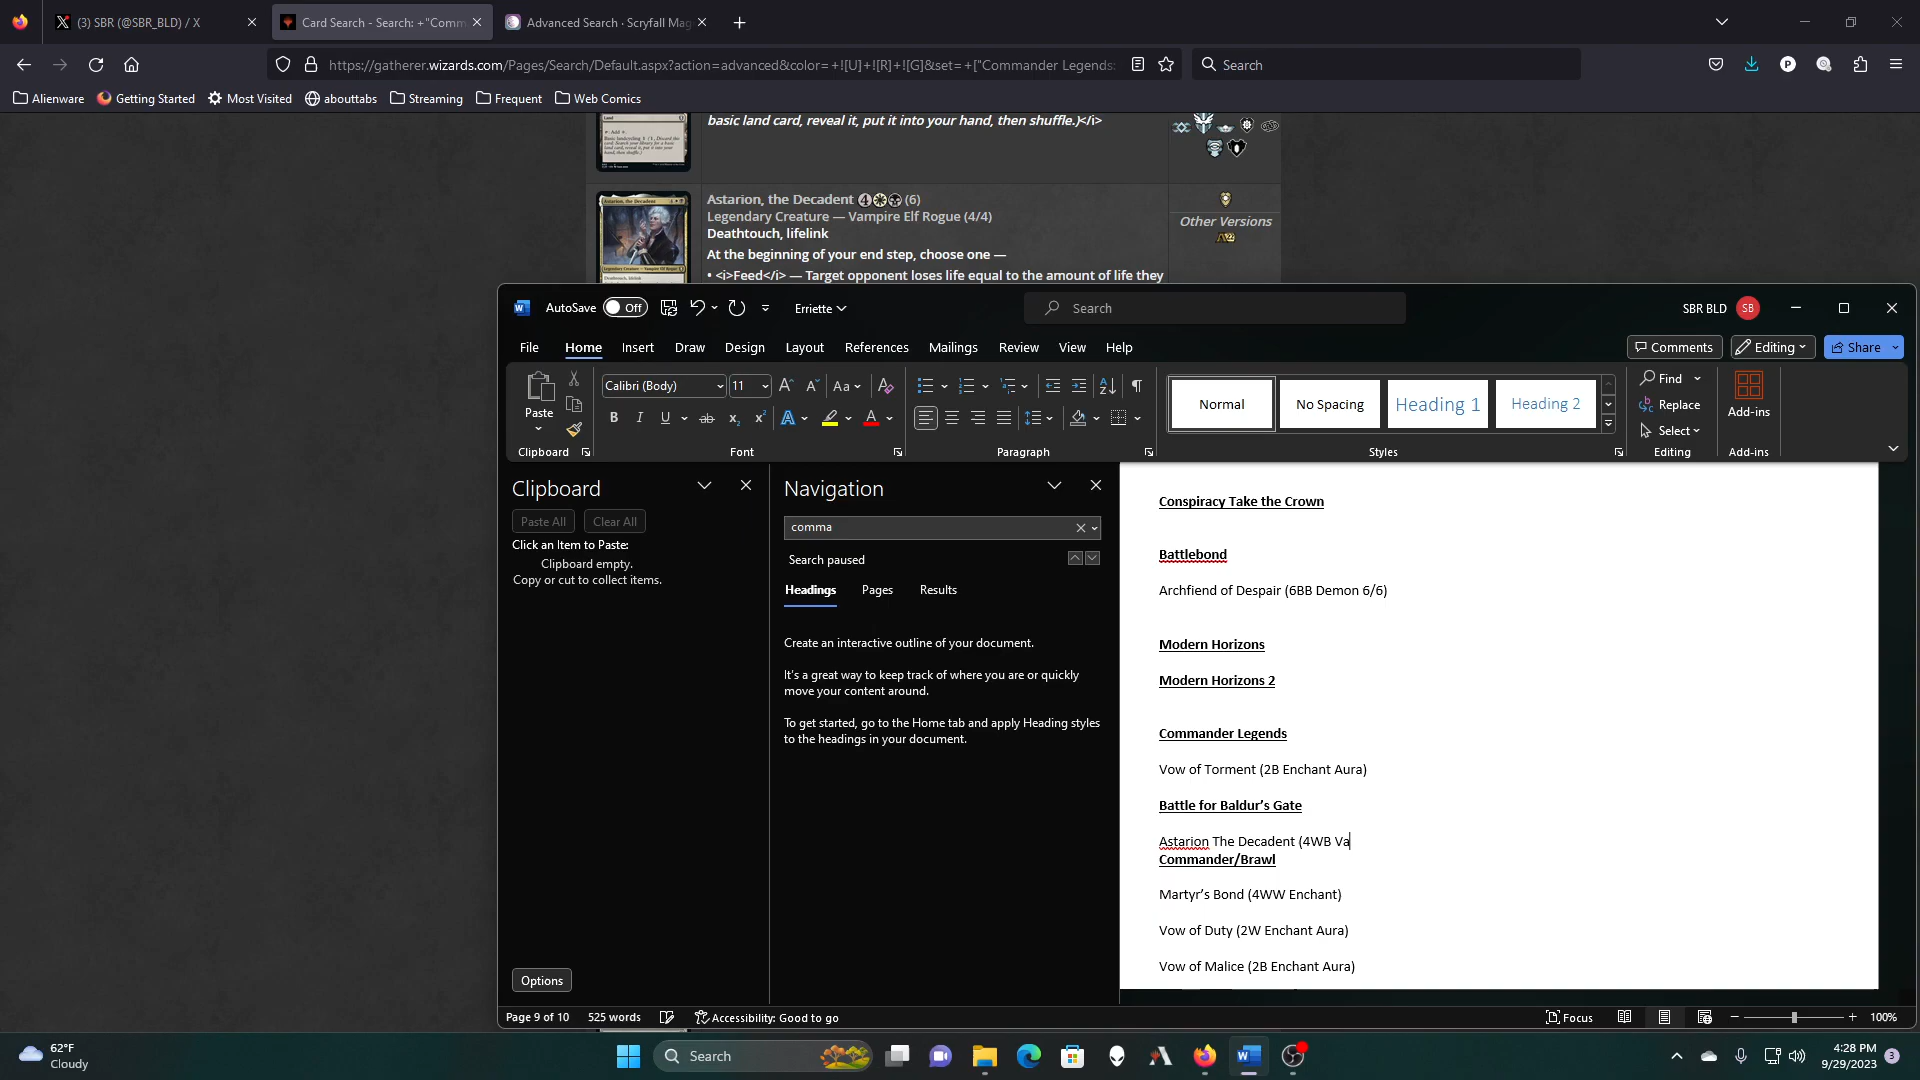 (3) SBR (@SBR_BLD) / X
Card Search - Search: +"Comm
Advanced Search · Scryfall Mag
https://gatherer.wizards.com/Pages/Search/Default.aspx?action=advanced&color=+![U]+![R]+![G]&set=+["Commander Legends:
Search
Alienware
Getting Started
Most Visited
abouttabs
Streaming
Frequent
Web Comics
basic land card, reveal it, put it into your hand, then shuffle.)</i>
Land
Astarion, the Decadent
Astarion, the Decadent 4 (6)
Legendary Creature — Vampire Elf Rogue (4/4)
Deathtouch, lifelink
At the beginning of your end step, choose one —
• <i>Feed</i> — Target opponent loses life equal to the amount of life they
Other Versions
AutoSave Off
Erriette
Search
SBR BLD SB
File Home Insert Draw Design Layout References Mailings Review View Help
Comments
Editing
Share
Paste
Calibri (Body) 11
Normal
No Spacing
Heading 1
Heading 2
Find
Replace
Select
Add-ins
Clipboard
Font
Paragraph
Styles
Editing
Add-ins
Clipboard
Paste All
Clear All
Click an Item to Paste:
Clipboard empty.
Copy or cut to collect items.
Options
Navigation
comma
Search paused
Headings Pages Results
Create an interactive outline of your document.
It's a great way to keep track of where you are or quickly
move your content around.
To get started, go to the Home tab and apply Heading styles
to the headings in your document.
Conspiracy Take the Crown
Battlebond
Archfiend of Despair (6BB Demon 6/6)
Modern Horizons
Modern Horizons 2
Commander Legends
Vow of Torment (2B Enchant Aura)
Battle for Baldur's Gate
Astarion The Decadent (4WB Va
Commander/Brawl
Martyr's Bond (4WW Enchant)
Vow of Duty (2W Enchant Aura)
Vow of Malice (2B Enchant Aura)
Page 9 of 10
525 words
Accessibility: Good to go
Focus
100%
62°F
Cloudy
Search
4:28 PM
9/29/2023
3